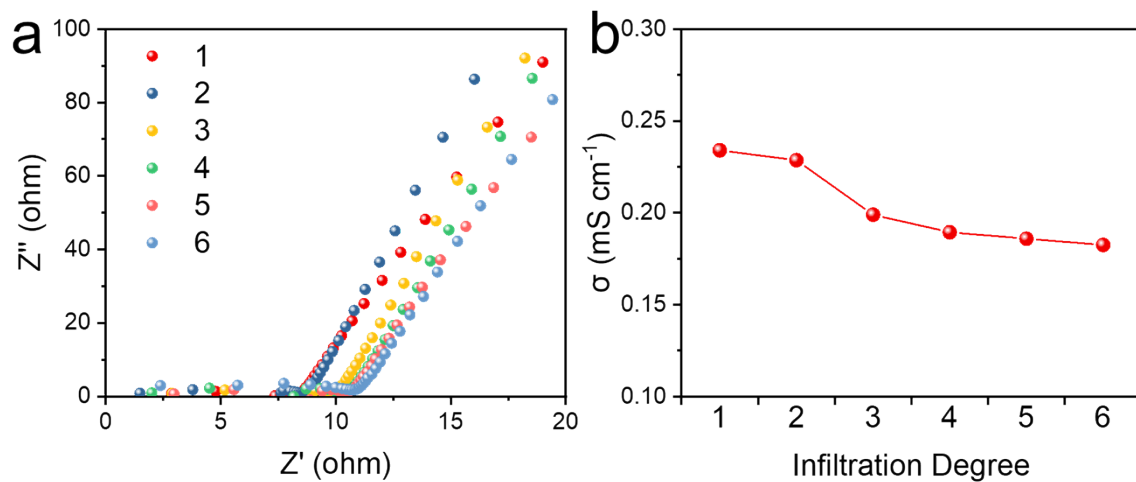 a
100
80
60
40
20
0
Z'' (ohm)
1
2
3
4
5
6
0 5 10 15 20
Z' (ohm)
b
0.30
0.25
0.20
0.15
0.10
σ (mS cm⁻¹)
1 2 3 4 5 6
Infiltration Degree